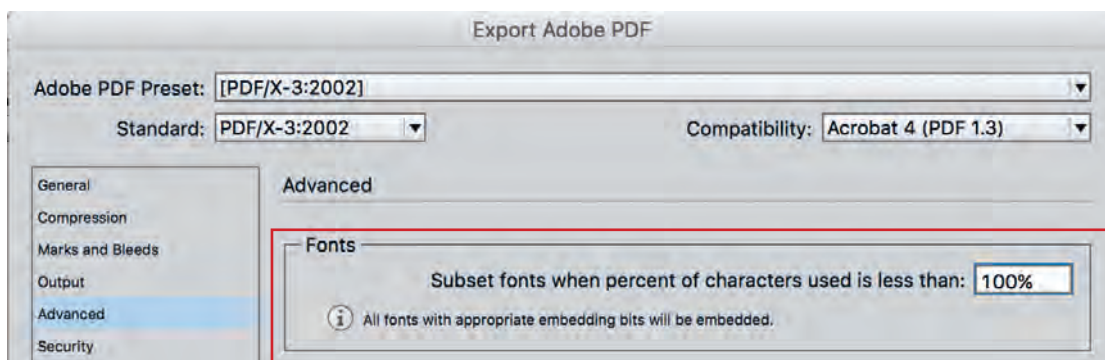 Export Adobe PDF
Adobe PDF Preset: [PDF/X-3:2002]
Standard: PDF/X-3:2002 Compatibility: Acrobat 4 (PDF 1.3)
General
Compression
Marks and Bleeds
Output
Advanced
Security
Advanced
Fonts
Subset fonts when percent of characters used is less than: 100%
i All fonts with appropriate embedding bits will be embedded.